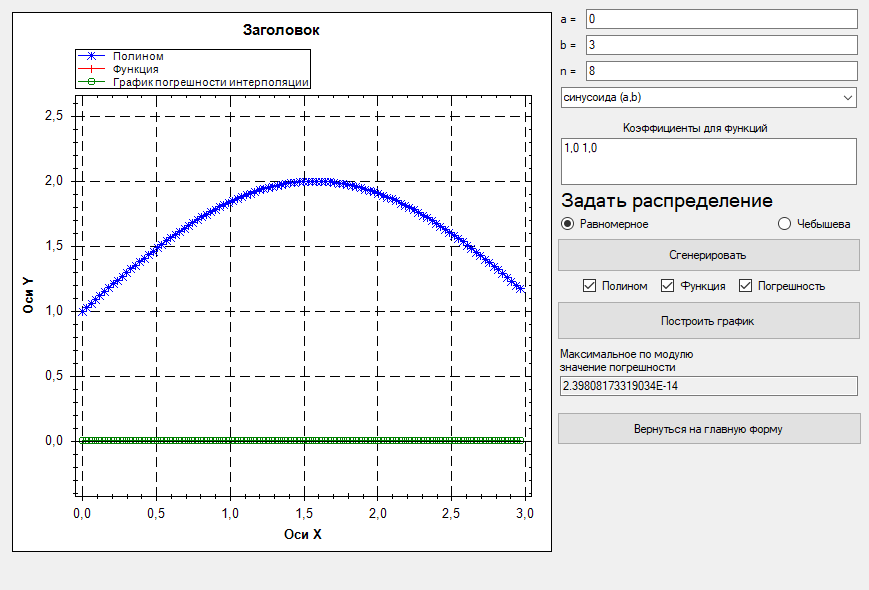 Заголовок
Полином
Функция
График погрешности интерполяции
2,5
2,0
1,5
1,0
0,5
0,0
Оси Y
0,0 0,5 1,0 1,5 2,0 2,5 3,0
Оси X
a = 0
b = 3
n = 8
синусоида (a,b)
Коэффициенты для функций
1,0 1,0
Задать распределение
Равномерное Чебышева
Сгенерировать
Полином Функция Погрешность
Построить график
Максимальное по модулю
значение погрешности
2.39808173319034E-14
Вернуться на главную форму